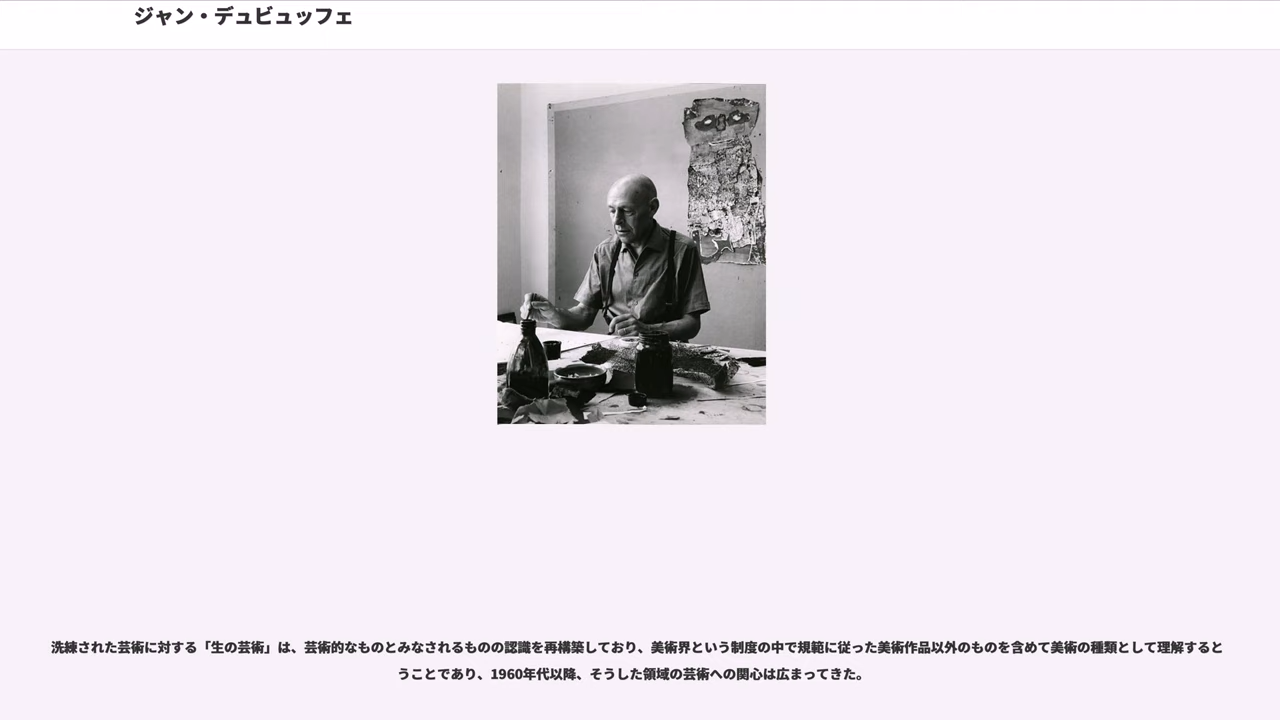 ジャン・デュビュッフェ
洗練された芸術に対する「生の芸術」は、芸術的なものとみなされるものの認識を再構築しており、美術界という制度の中で規範に従った美術作品以外のものを含めて美術の種類として理解すると
うことであり、1960年代以降、そうした領域の芸術への関心は広まってきた。